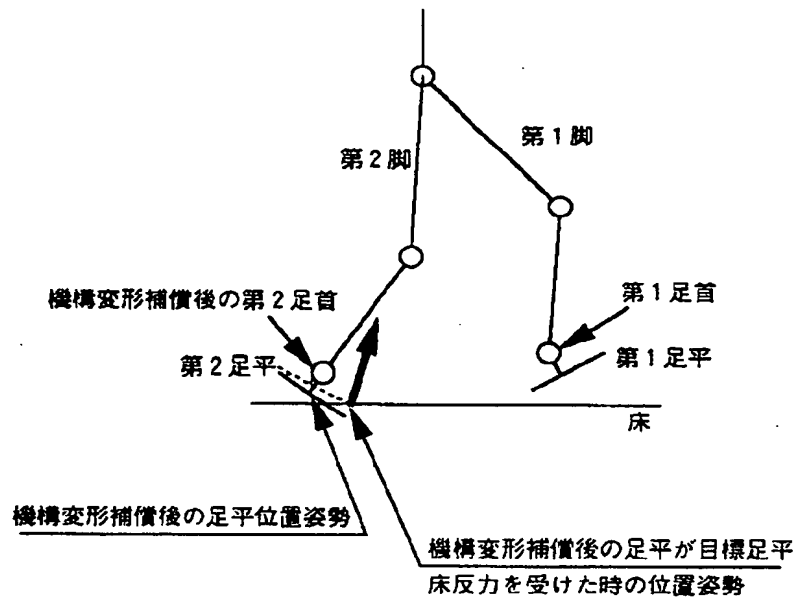 第2脚
第1脚
機構変形補償後の第2足首
第1足首
第2足平
第1足平
床
機構変形補償後の足平位置姿勢
機構変形補償後の足平が目標足平
床反力を受けた時の位置姿勢